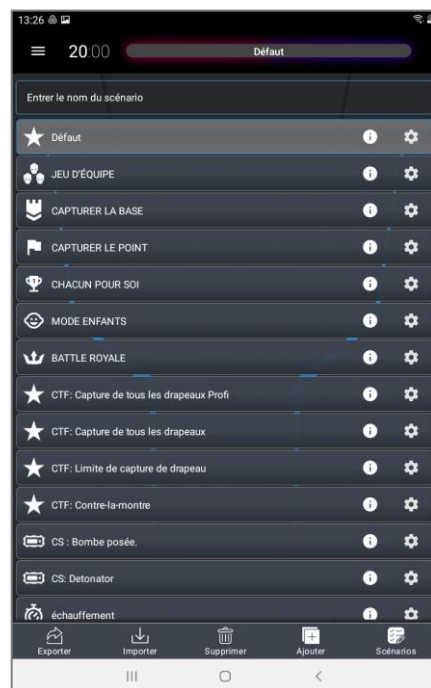 13:26
20:00 Défaut
Entrer le nom du scénario
Défaut
JEU D'ÉQUIPE
CAPTURER LA BASE
CAPTURER LE POINT
CHACUN POUR SOI
MODE ENFANTS
BATTLE ROYALE
CTF: Capture de tous les drapeaux Profi
CTF: Capture de tous les drapeaux
CTF: Limite de capture de drapeau
CTF: Contre-la-montre
CS : Bombe posée.
CS: Detonator
échauffement
Exporter Importer Supprimer Ajouter Scénarios